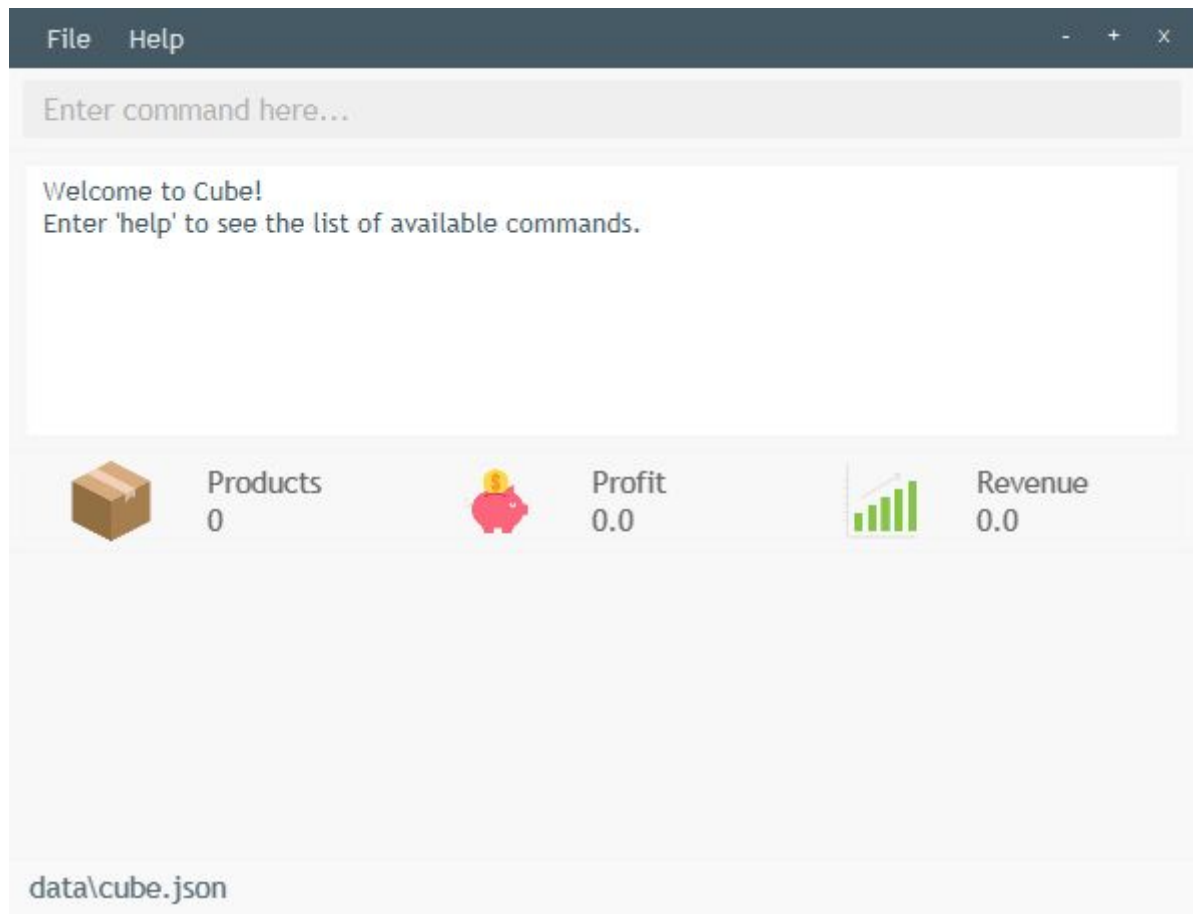 File Help - + x
Enter command here...
Welcome to Cube!
Enter 'help' to see the list of available commands.
Products Profit Revenue
0 0.0 0.0
data\cube.json